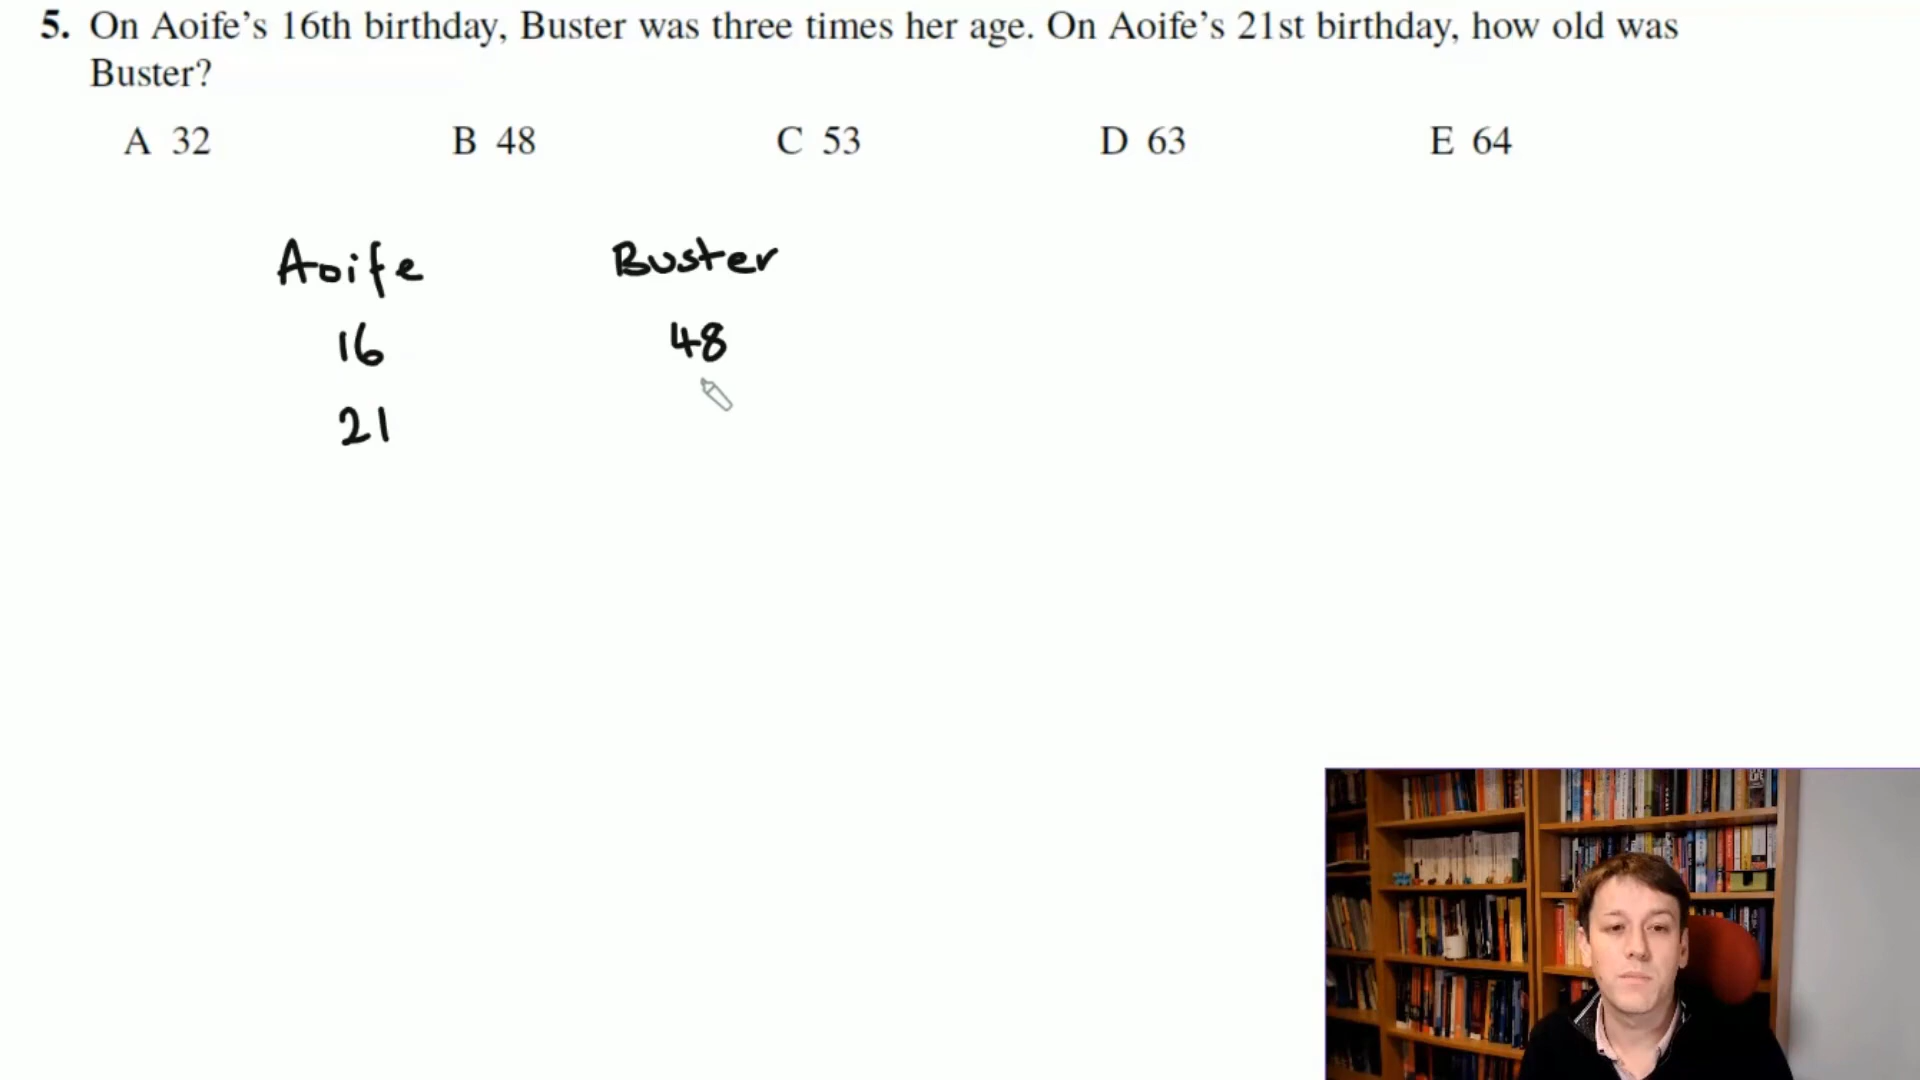 5. On Aoife’s 16th birthday, Buster was three times her age. On Aoife’s 21st birthday, how old was
Buster?
A 32 B 48 C 53 D 63 E 64
Aoife Buster
16 48
21